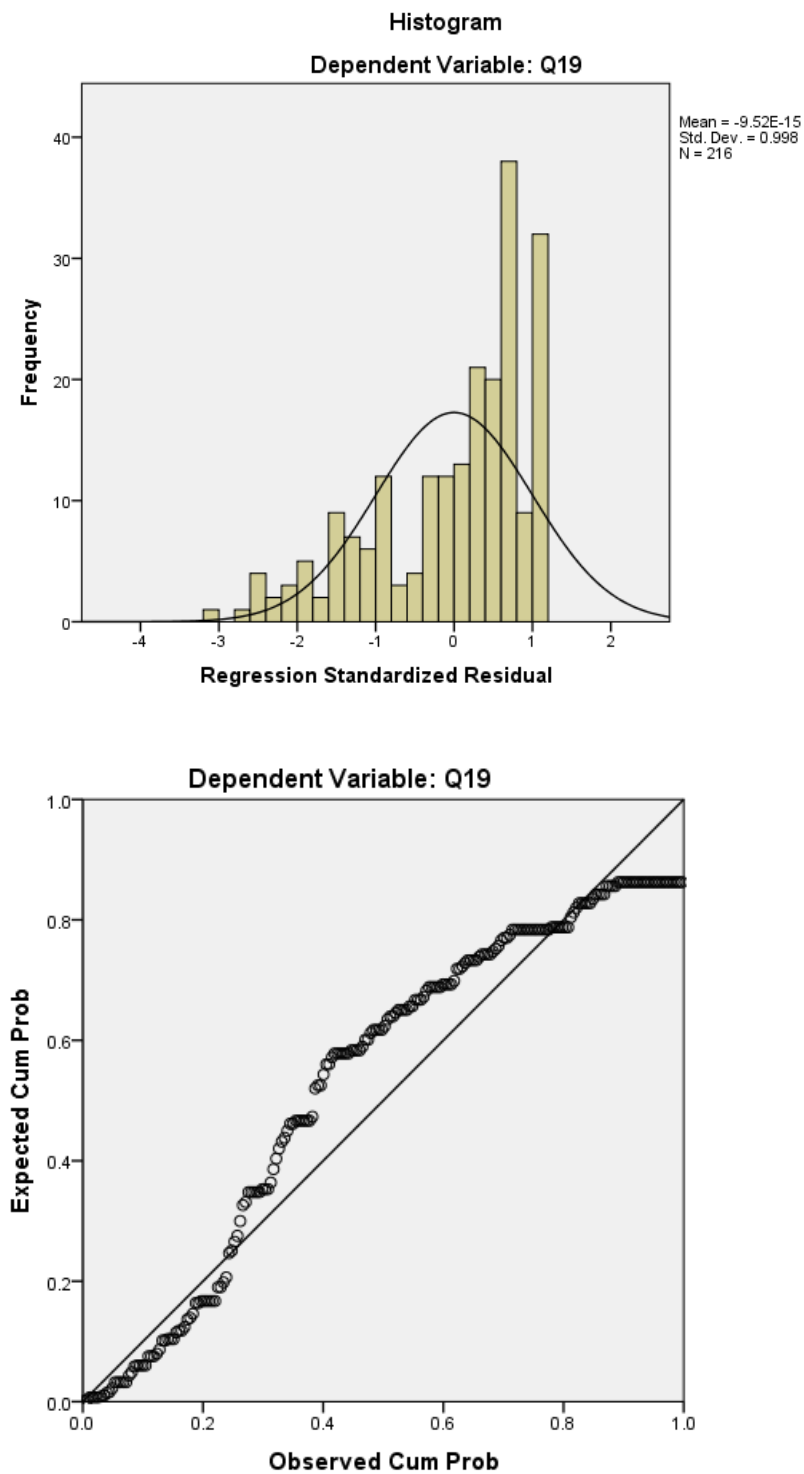 Histogram
Dependent Variable: Q19
Mean = -9.52E-15
Std. Dev. = 0.998
N = 216
40
30
20
10
0
Frequency
-4 -3 -2 -1 0 1 2
Regression Standardized Residual
Dependent Variable: Q19
1.0
0.8
0.6
0.4
0.2
0.0
Expected Cum Prob
0.0 0.2 0.4 0.6 0.8 1.0
Observed Cum Prob